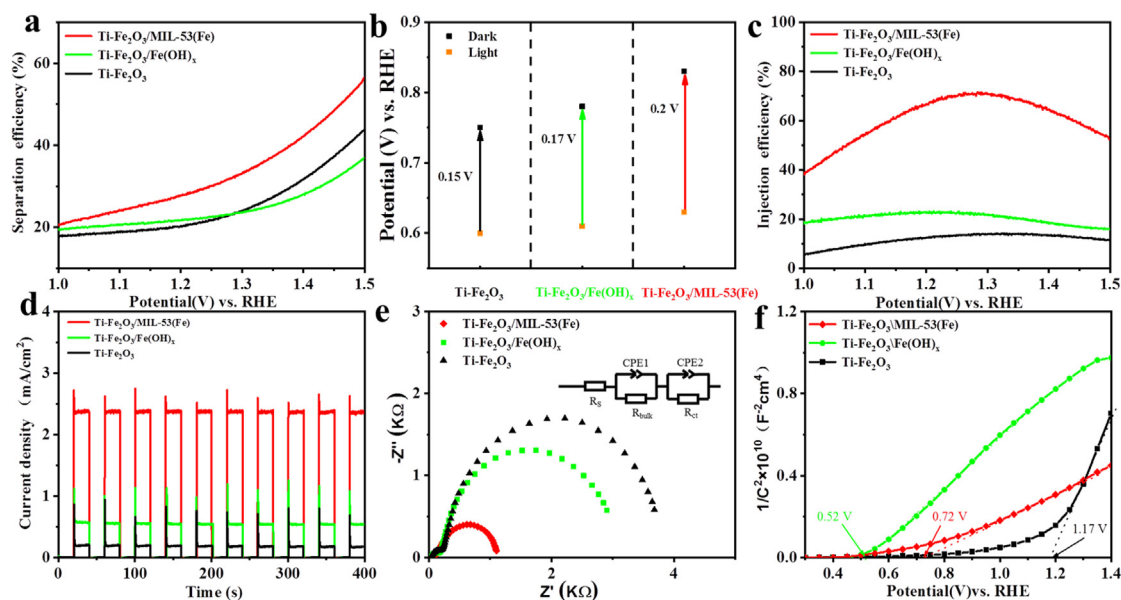 a
Ti-Fe₂O₃/MIL-53(Fe)
Ti-Fe₂O₃/Fe(OH)ₓ
Ti-Fe₂O₃
Separation efficiency (%)
60
40
20
1.0 1.1 1.2 1.3 1.4 1.5
Potential(V) vs. RHE
b
Dark
Light
Potential (V) vs. RHE
0.9
0.8
0.7
0.6
0.15 V
0.17 V
0.2 V
Ti-Fe₂O₃ Ti-Fe₂O₃/Fe(OH)ₓ Ti-Fe₂O₃/MIL-53(Fe)
c
Ti-Fe₂O₃/MIL-53(Fe)
Ti-Fe₂O₃/Fe(OH)ₓ
Ti-Fe₂O₃
Injection efficiency (%)
100
80
60
40
20
0
1.0 1.1 1.2 1.3 1.4 1.5
Potential(V) vs. RHE
d
Ti-Fe₂O₃/MIL-53(Fe)
Ti-Fe₂O₃/Fe(OH)ₓ
Ti-Fe₂O₃
Current density (mA/cm²)
4
3
2
1
0
0 100 200 300 400
Time (s)
e
Ti-Fe₂O₃/MIL-53(Fe)
Ti-Fe₂O₃/Fe(OH)ₓ
Ti-Fe₂O₃
CPE1 CPE2
R_S R_bulk R_ct
-Z'' (KΩ)
3
2
1
0
0 2 4 6
Z' (KΩ)
f
Ti-Fe₂O₃\MIL-53(Fe)
Ti-Fe₂O₃\Fe(OH)ₓ
Ti-Fe₂O₃
1/C²×10¹⁰ (F⁻²cm⁴)
1.2
0.8
0.4
0.0
0.52 V
0.72 V
1.17 V
0.4 0.6 0.8 1.0 1.2 1.4
Potential(V)vs. RHE